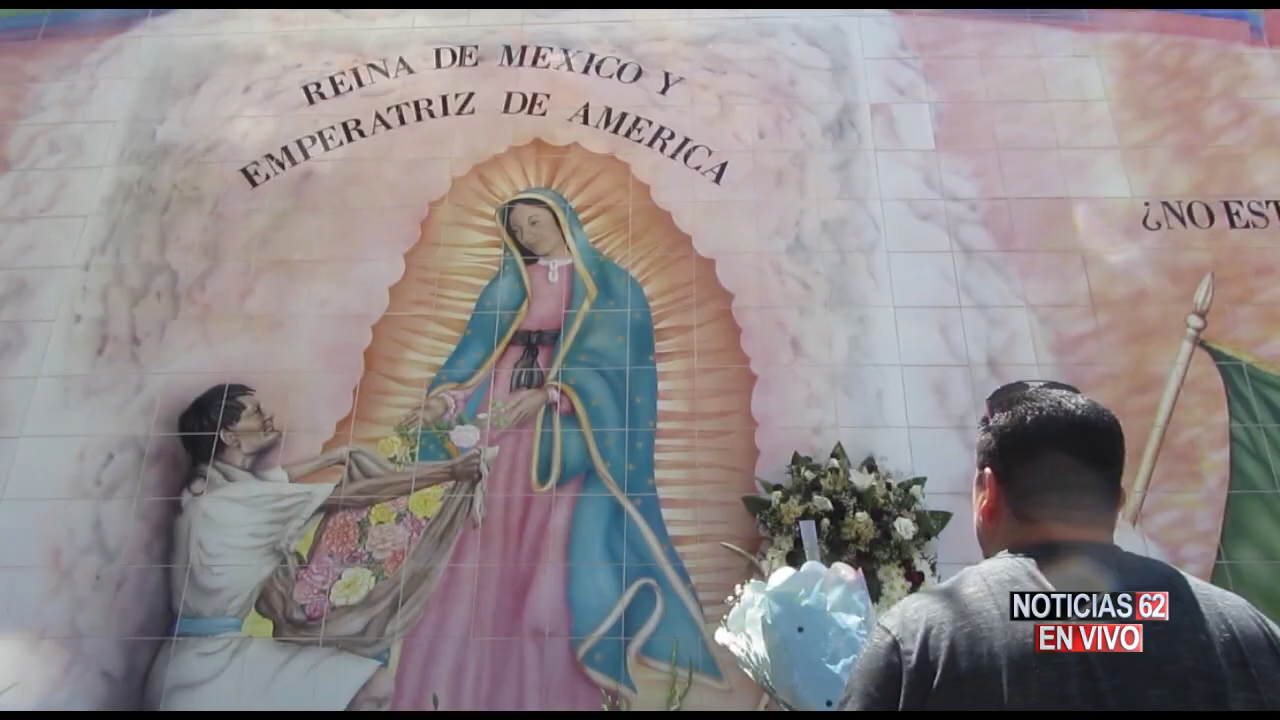 REINA DE MEXICO Y
EMPERATRIZ DE AMERICA
¿NO EST
NOTICIAS 62
EN VIVO